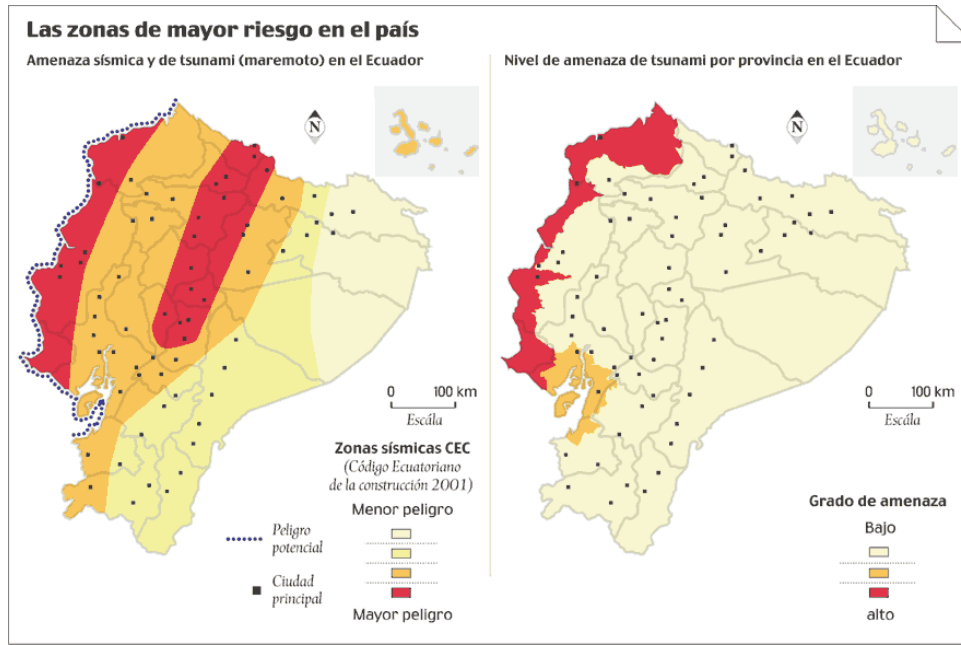 Las zonas de mayor riesgo en el país
Amenaza sísmica y de tsunami (maremoto) en el Ecuador
N
0 100 km
Escála
Zonas sísmicas CEC
(Código Ecuatoriano
de la construcción 2001)
Menor peligro
Mayor peligro
Peligro
potencial
Ciudad
principal
Nivel de amenaza de tsunami por provincia en el Ecuador
N
0 100 km
Escála
Grado de amenaza
Bajo
alto